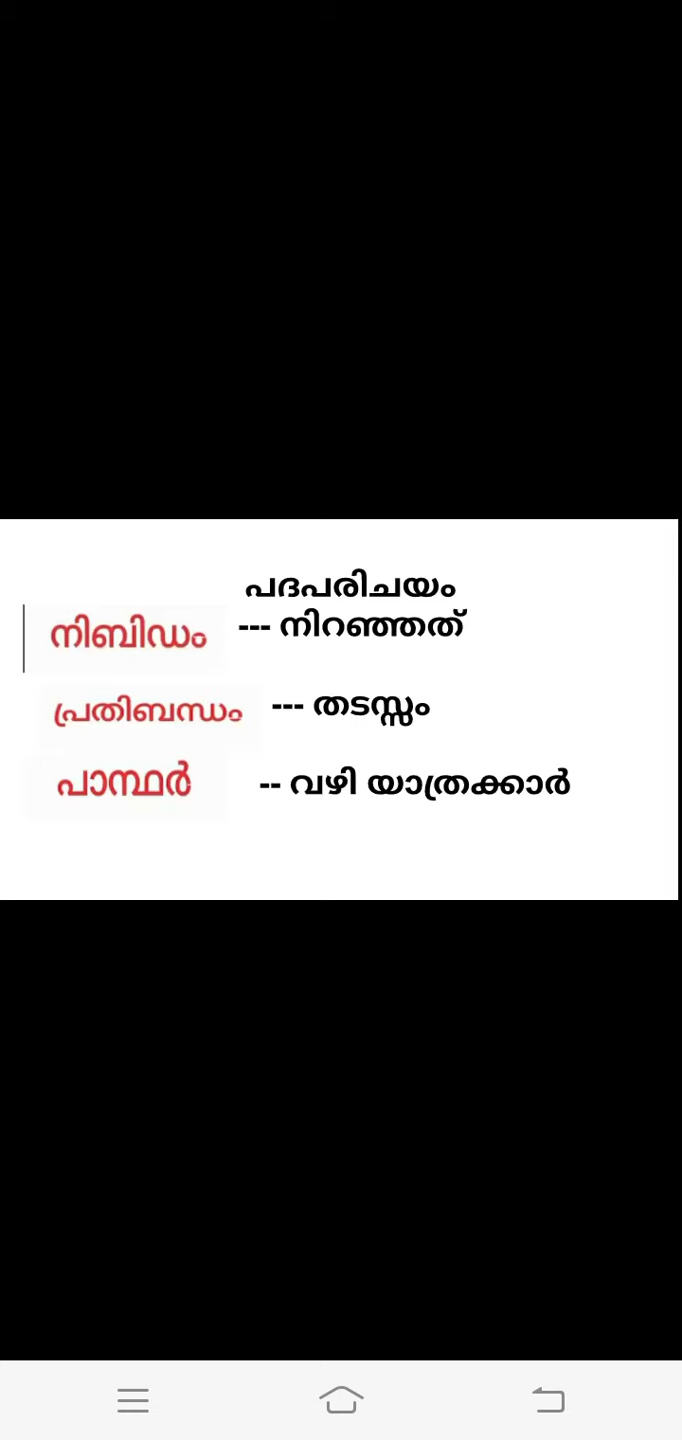 പദപരിചയം
നിബിഡം --- നിറഞ്ഞത്
പ്രതിബന്ധം --- തടസ്സം
പാന്ഥർ -- വഴി യാത്രക്കാർ